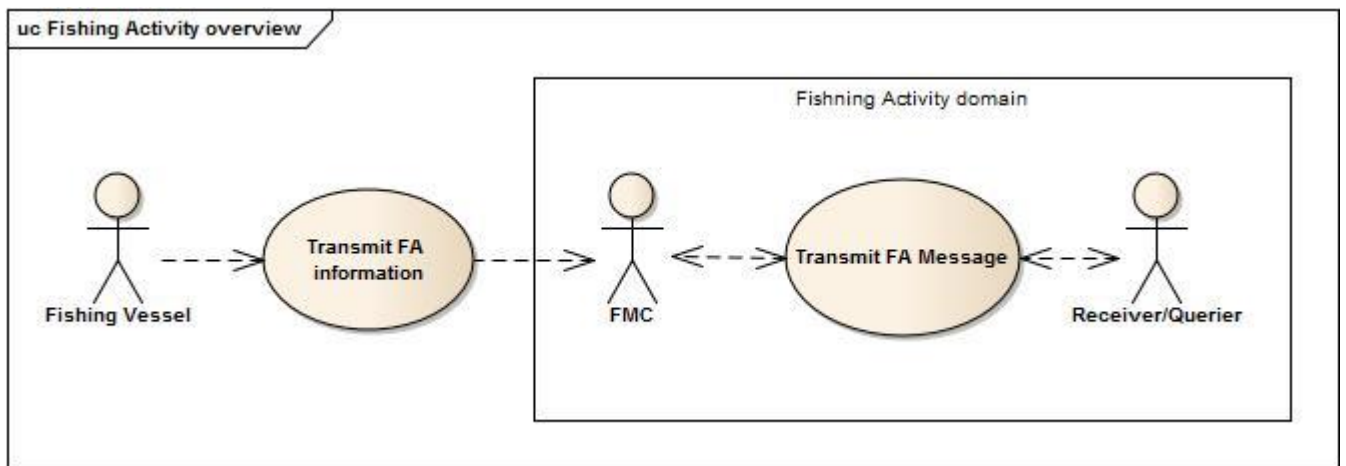 uc Fishing Activity overview
Fishning Activity domain
Transmit FA
information
Transmit FA Message
Fishing Vessel
FMC
Receiver/Querier